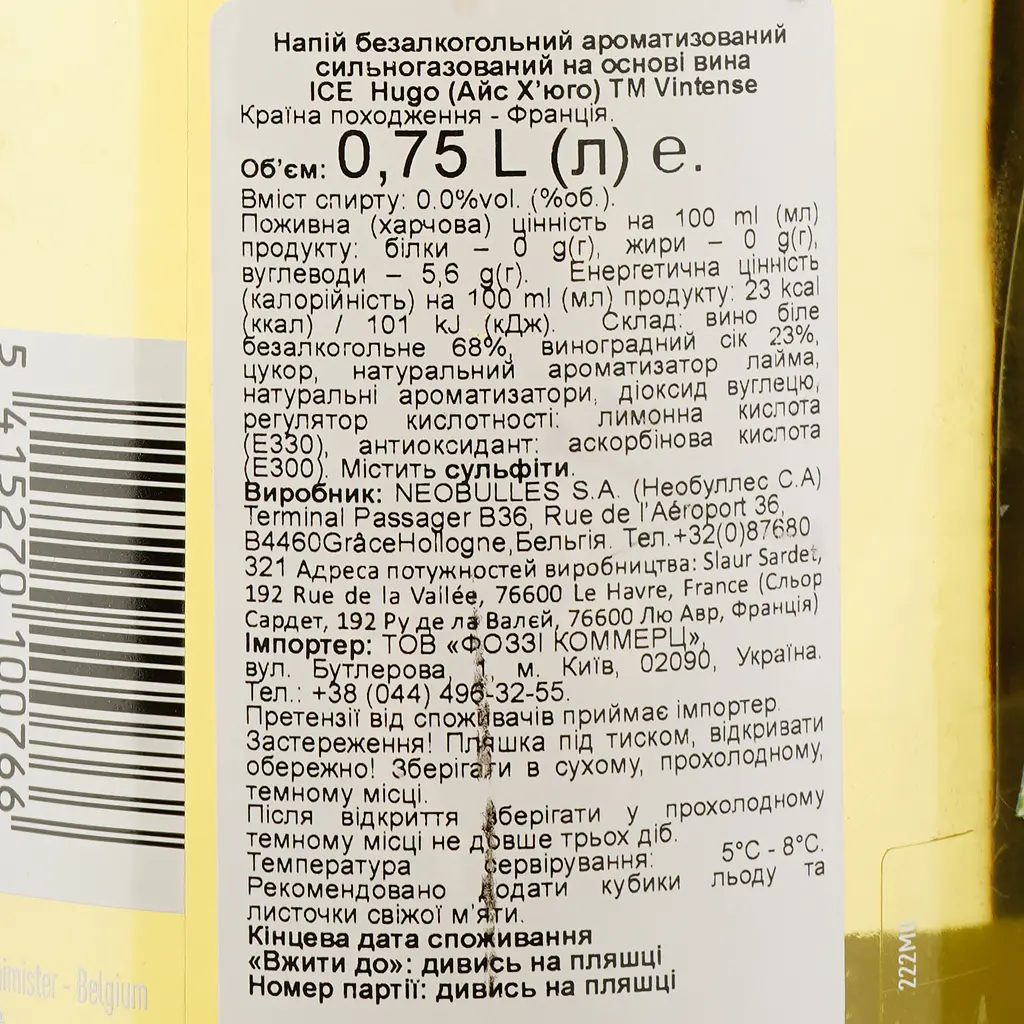 Напій безалкогольний ароматизований
сильногазований на основі вина
ICE Hugo (Айс Х'юго) ТМ Vintense
Країна походження - Франція.
Об'єм: 0,75 L (л) e.
Вміст спирту: 0.0%vol. (%об.).
Поживна (харчова) цінність на 100 ml (мл)
продукту: білки – 0 g(г), жири – 0 g(г),
вуглеводи – 5,6 g(г). Енергетична цінність
(калорійність) на 100 ml (мл) продукту: 23 kcal
(ккал) / 101 kJ (кДж). Склад: вино біле
безалкогольне 68%, виноградний сік 23%,
цукор, натуральний ароматизатор лайма,
натуральні ароматизатори, діоксид вуглецю,
регулятор кислотності: лимонна кислота
(Е330), антиоксидант: аскорбінова кислота
(Е300). Містить сульфіти.
Виробник: NEOBULLES S.A. (Необуллес С.А)
Terminal Passager B36, Rue de l'Aéroport 36,
B4460GrâceHollogne,Бельгія. Тел.+32(0)87680
321 Адреса потужностей виробництва: Slaur Sardet,
192 Rue de la Vallée, 76600 Le Havre, France (Сльор
Сардет, 192 Ру де ла Валєй, 76600 Лю Авр, Франція)
Імпортер: ТОВ «ФОЗЗІ КОММЕРЦ»,
вул. Бутлерова, 1, м. Київ, 02090, Україна.
Тел.: +38 (044) 496-32-55.
Претензії від споживачів приймає імпортер.
Застереження! Пляшка під тиском, відкривати
обережно! Зберігати в сухому, прохолодному,
темному місці.
Після відкриття зберігати у прохолодному
темному місці не довше трьох діб.
Температура сервірування: 5°C - 8°C.
Рекомендовано додати кубики льоду та
листочки свіжої м'яти.
Кінцева дата споживання
«Вжити до»: дивись на пляшці
Номер партії: дивись на пляшці
5 415270 100766
Belgium